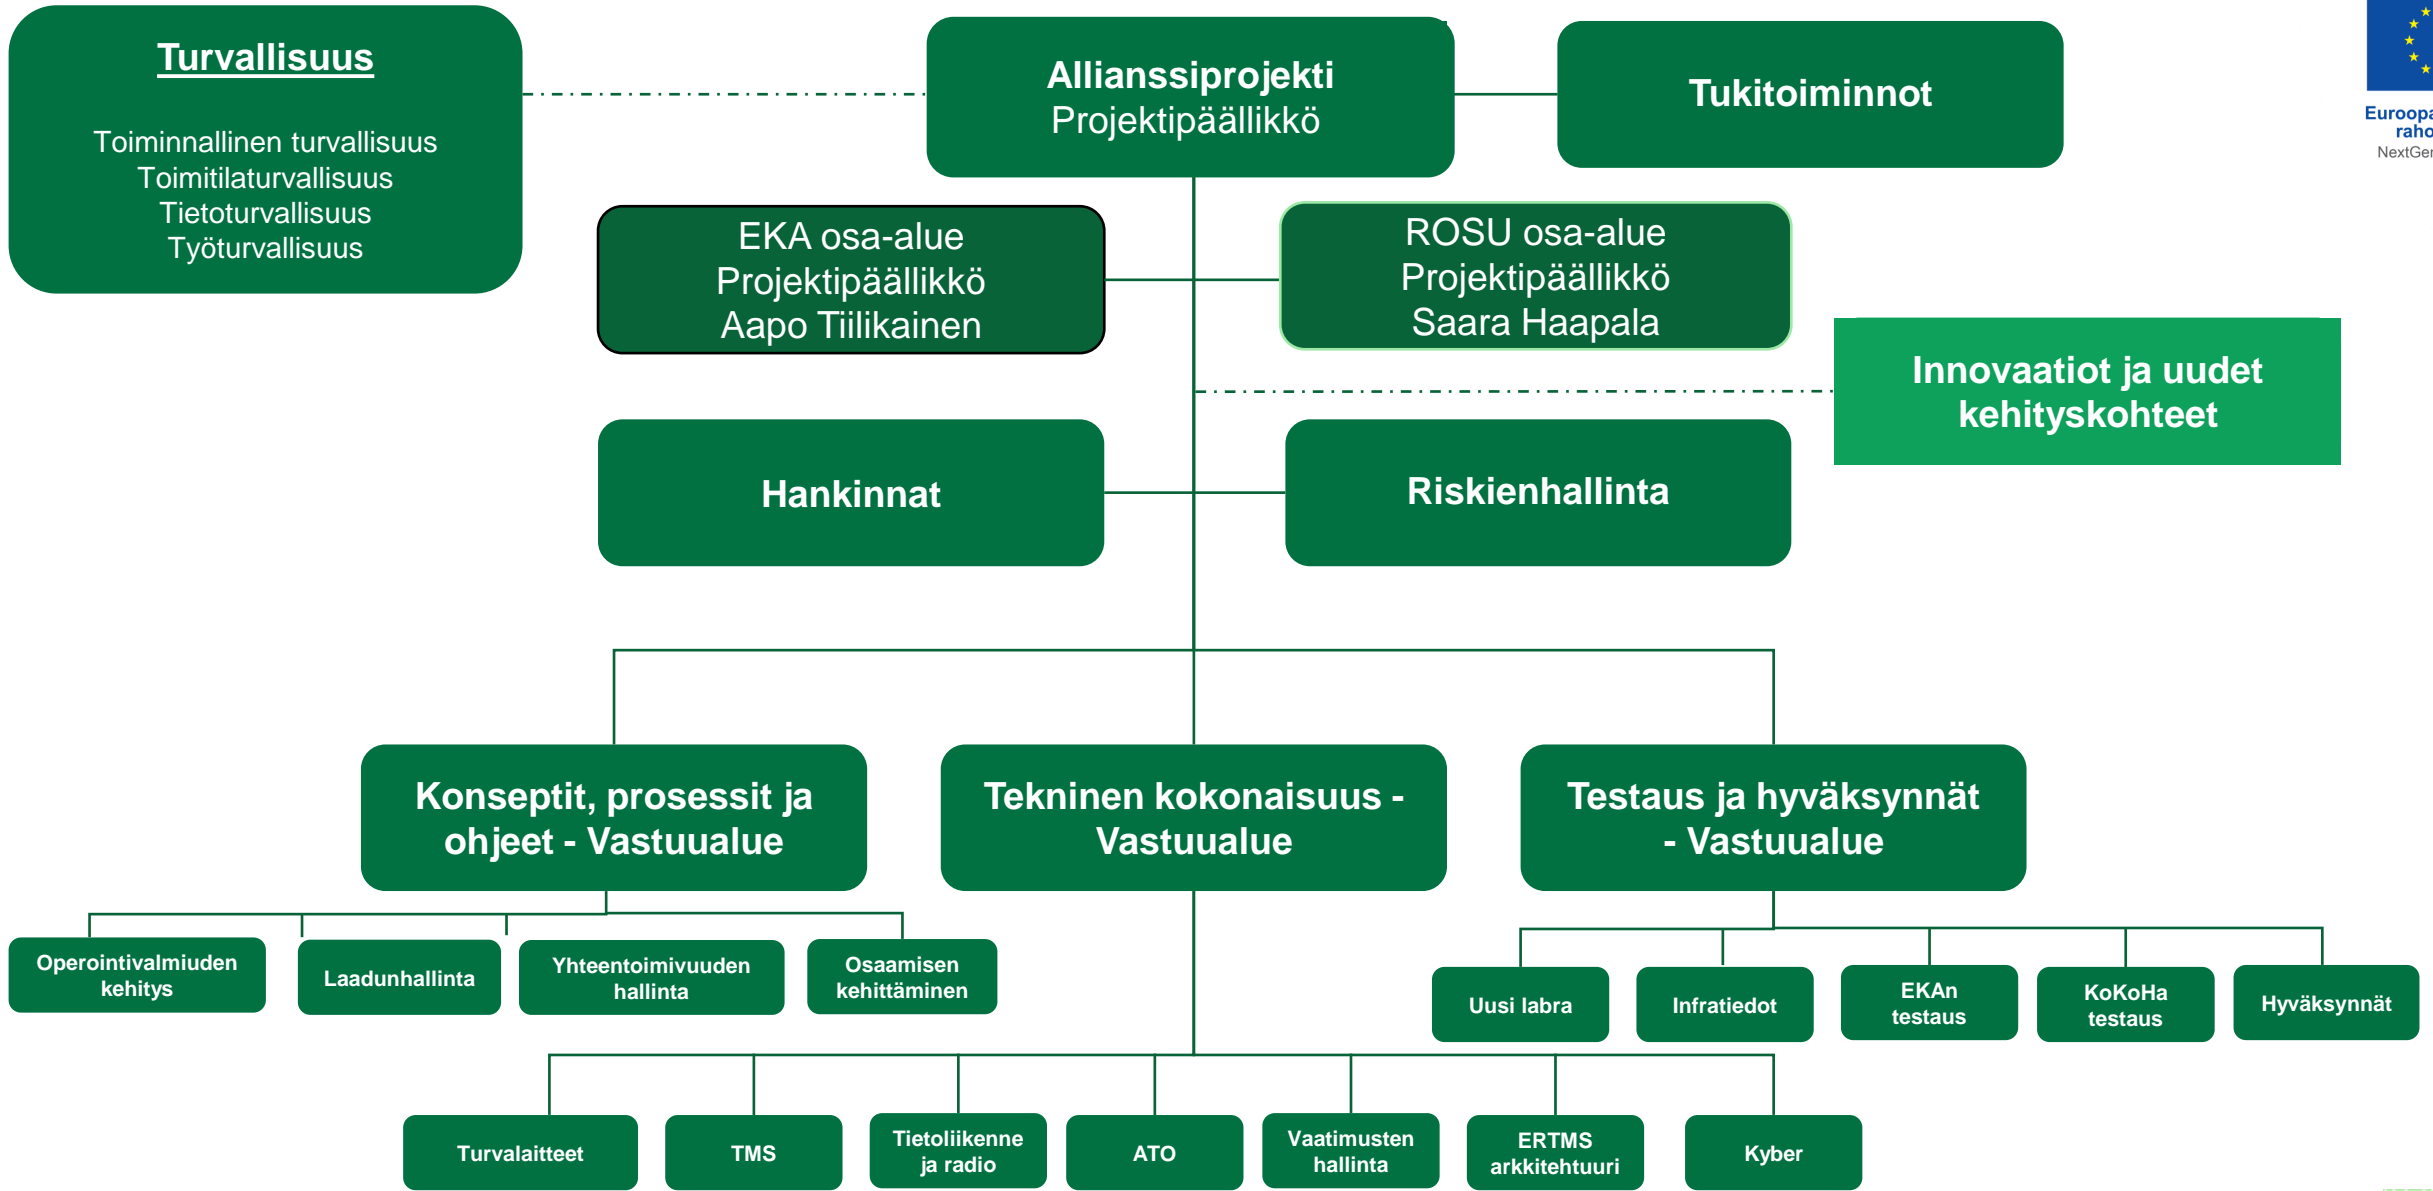 Turvallisuus
Toiminnallinen turvallisuus
Toimitilaturvallisuus
Tietoturvallisuus
Työturvallisuus
Allianssiprojekti
Projektipäällikkö
Tukitoiminnot
EKA osa-alue
Projektipäällikkö
Aapo Tiilikainen
ROSU osa-alue
Projektipäällikkö
Saara Haapala
Innovaatiot ja uudet
kehityskohteet
Hankinnat
Riskienhallinta
Konseptit, prosessit ja
ohjeet - Vastuualue
Tekninen kokonaisuus -
Vastuualue
Testaus ja hyväksynnät
- Vastuualue
Operointivalmiuden
kehitys
Laadunhallinta
Yhteentoimivuuden
hallinta
Osaamisen
kehittäminen
Uusi labra
Infratiedot
EKAn
testaus
KoKoHa
testaus
Hyväksynnät
Turvalaitteet
TMS
Tietoliikenne
ja radio
ATO
Vaatimusten
hallinta
ERTMS
arkkitehtuuri
Kyber